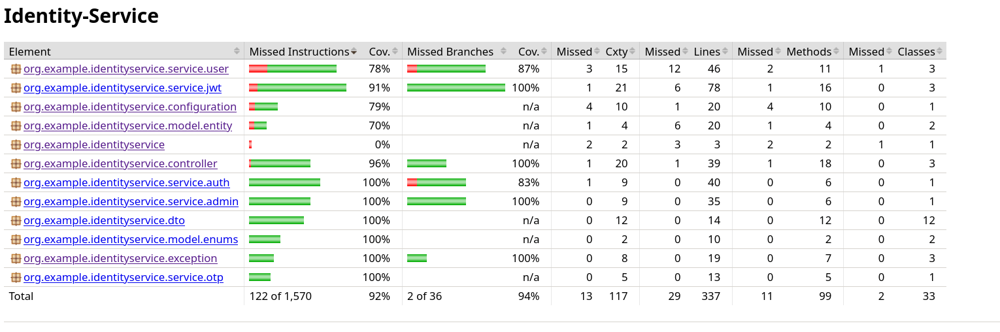 Identity-Service
Element Missed Instructions Cov. Missed Branches Cov. Missed Cxty Missed Lines Missed Methods Missed Classes
org.example.identityservice.service.user 78% 87% 3 15 12 46 2 11 1 3
org.example.identityservice.service.jwt 91% 100% 1 21 6 78 1 16 0 3
org.example.identityservice.configuration 79% n/a 4 10 1 20 4 10 0 1
org.example.identityservice.model.entity 70% n/a 1 4 6 20 1 4 0 2
org.example.identityservice 0% n/a 2 2 3 3 2 2 1 1
org.example.identityservice.controller 96% 100% 1 20 1 39 1 18 0 3
org.example.identityservice.service.auth 100% 83% 1 9 0 40 0 6 0 1
org.example.identityservice.service.admin 100% 100% 0 9 0 35 0 6 0 1
org.example.identityservice.dto 100% n/a 0 12 0 14 0 12 0 12
org.example.identityservice.model.enums 100% n/a 0 2 0 10 0 2 0 2
org.example.identityservice.exception 100% 100% 0 8 0 19 0 7 0 3
org.example.identityservice.service.otp 100% n/a 0 5 0 13 0 5 0 1
Total 122 of 1,570 92% 2 of 36 94% 13 117 29 337 11 99 2 33